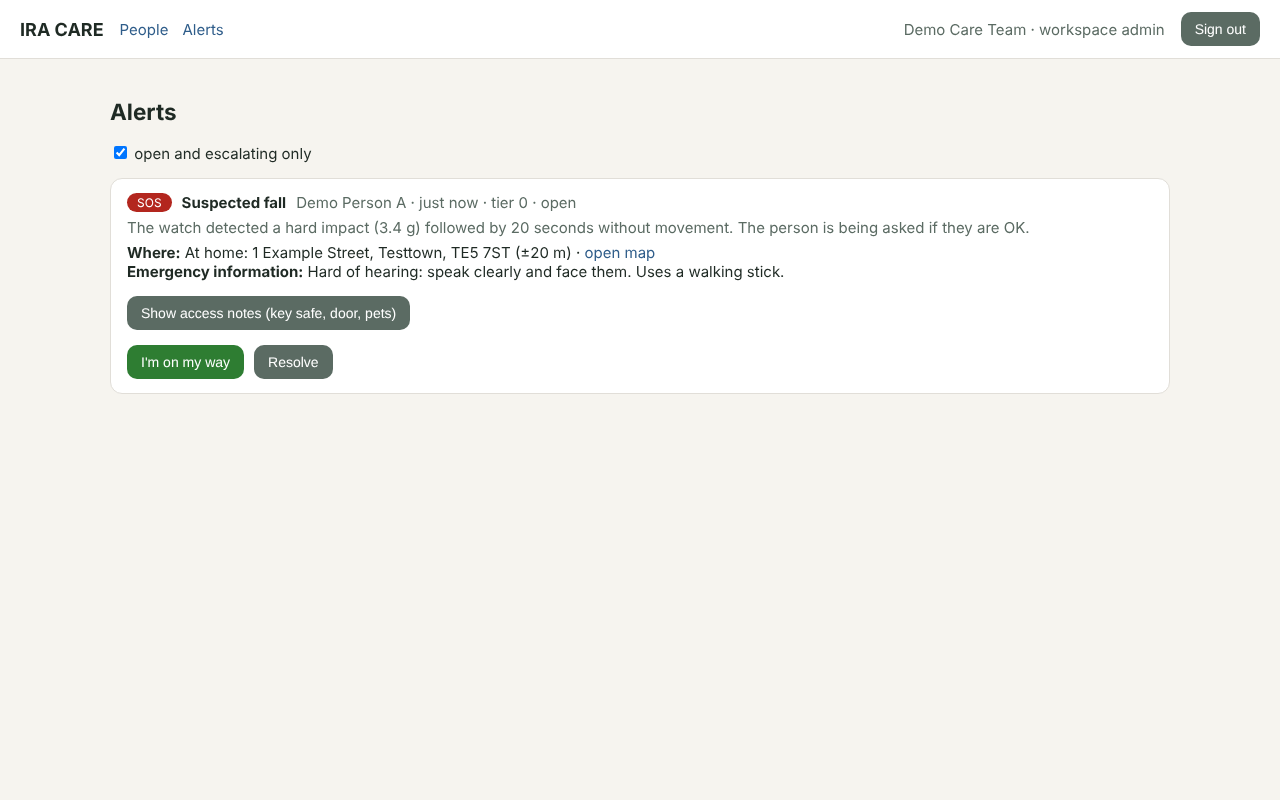 IRA CARE People Alerts Demo Care Team · workspace admin Sign out
Alerts
open and escalating only
SOS Suspected fall Demo Person A · just now · tier 0 · open
The watch detected a hard impact (3.4 g) followed by 20 seconds without movement. The person is being asked if they are OK.
Where: At home: 1 Example Street, Testtown, TE5 7ST (±20 m) · open map
Emergency information: Hard of hearing: speak clearly and face them. Uses a walking stick.
Show access notes (key safe, door, pets)
I'm on my way Resolve